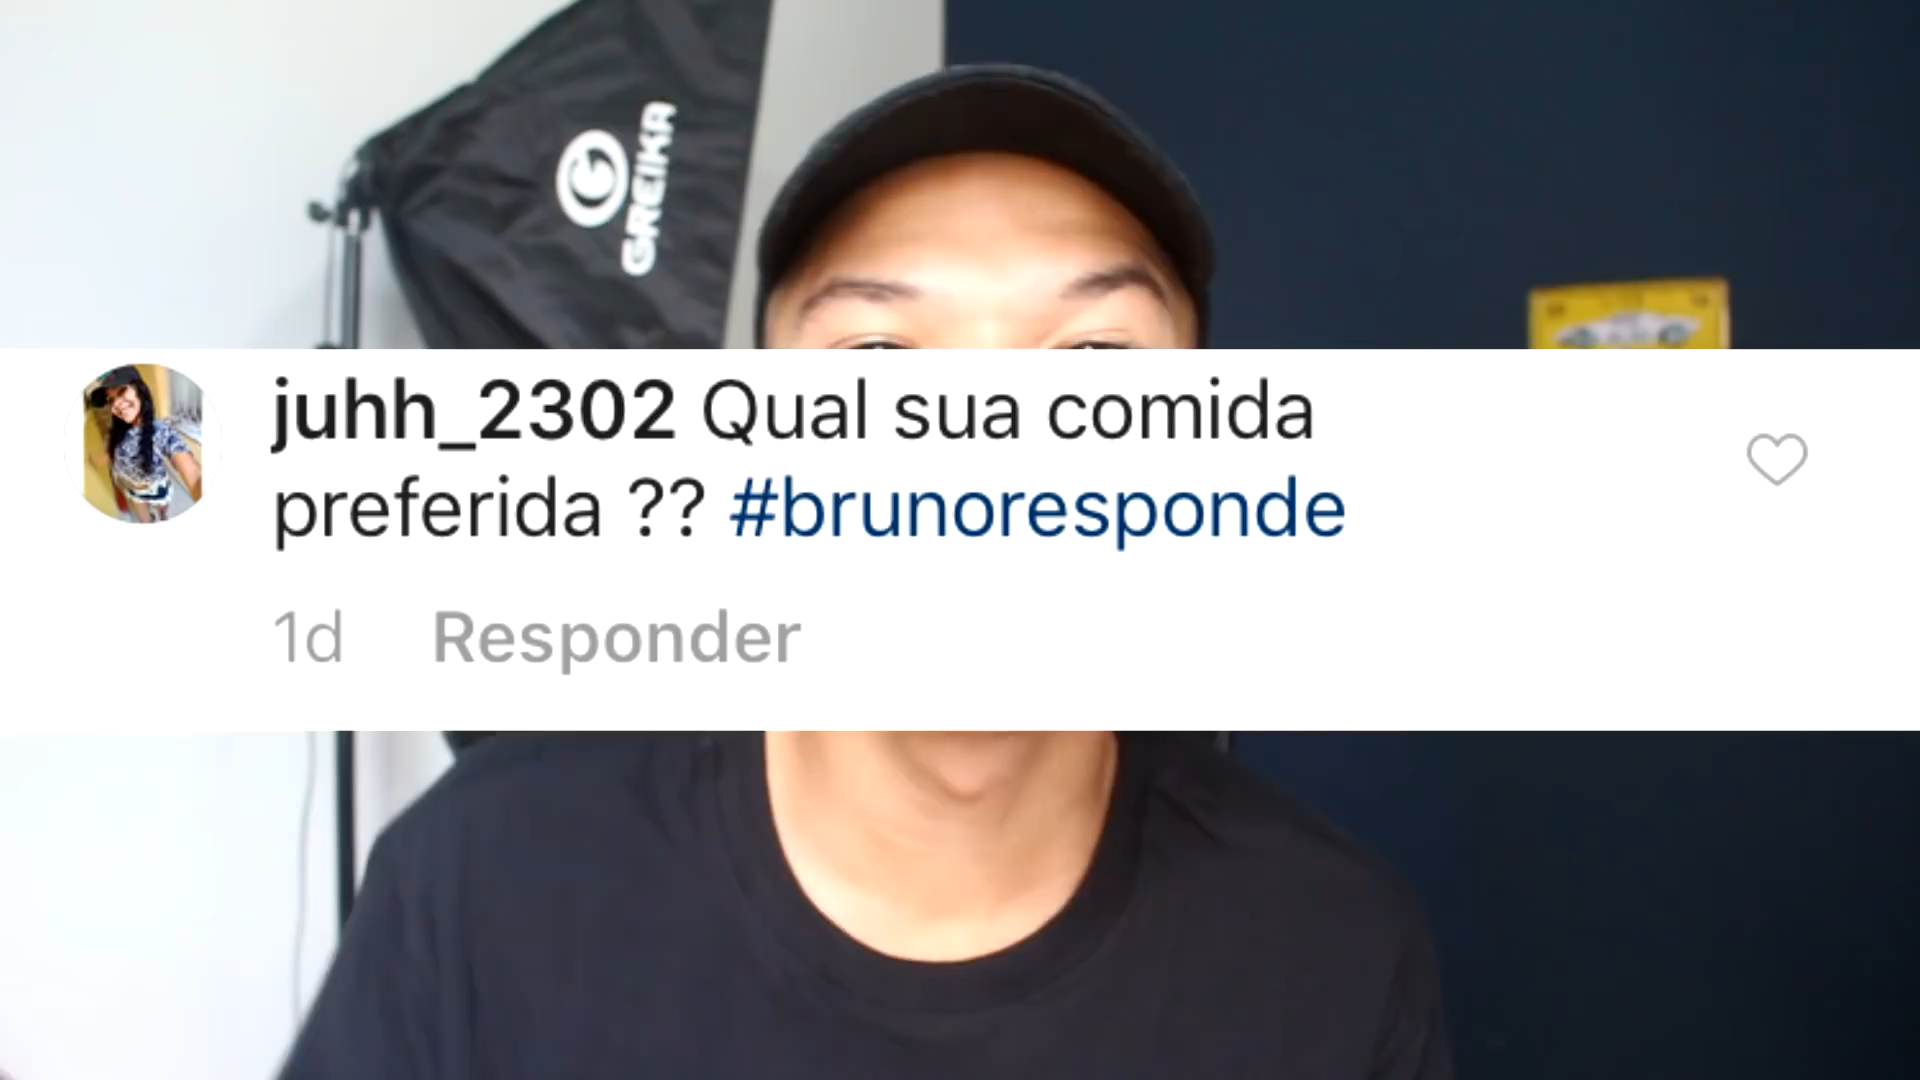 GREIKA
juhh_2302 Qual sua comida
preferida ?? #brunoresponde
1d Responder